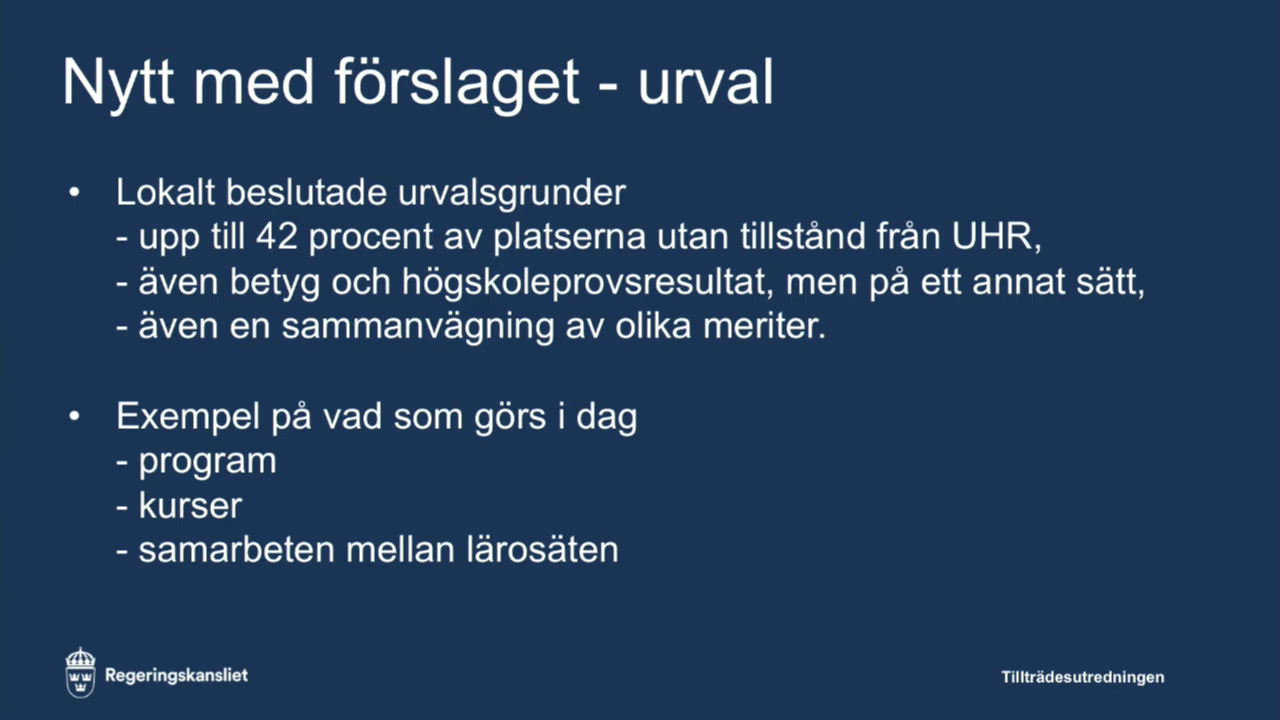 Nytt med förslaget - urval
• Lokalt beslutade urvalsgrunder
- upp till 42 procent av platserna utan tillstånd från UHR,
- även betyg och högskoleprovsresultat, men på ett annat sätt,
- även en sammanvägning av olika meriter.
• Exempel på vad som görs i dag
- program
- kurser
- samarbeten mellan lärosäten
Regeringskansliet
Tillträdesutredningen